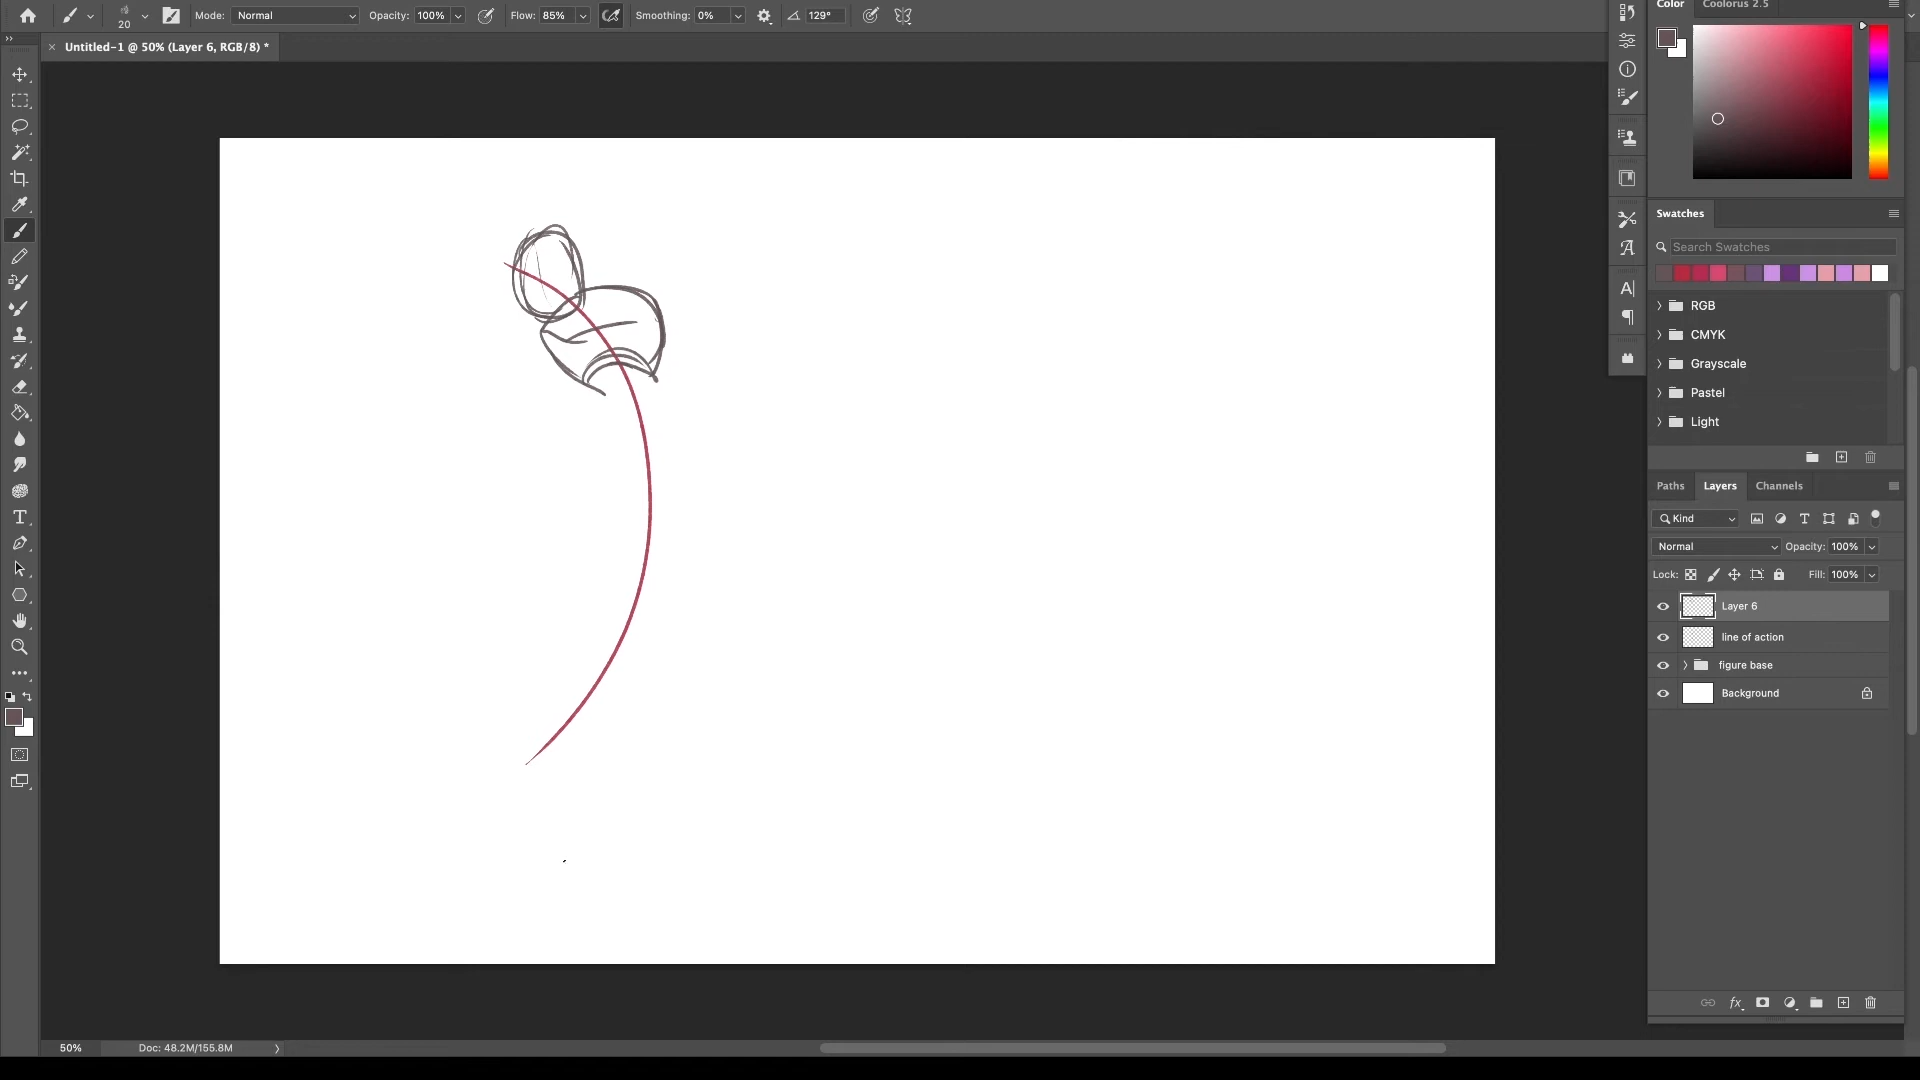 Mode: Normal Opacity: 100% Flow: 85% Smoothing: 0% 129°
20
Color Coolorus 2.5
Untitled-1 @ 50% (Layer 6, RGB/8) *
Swatches
Search Swatches
RGB
CMYK
Grayscale
Pastel
Light
Paths Layers Channels
Kind
Normal Opacity: 100%
Lock: Fill: 100%
Layer 6
line of action
figure base
Background
50% Doc: 48.2M/155.8M